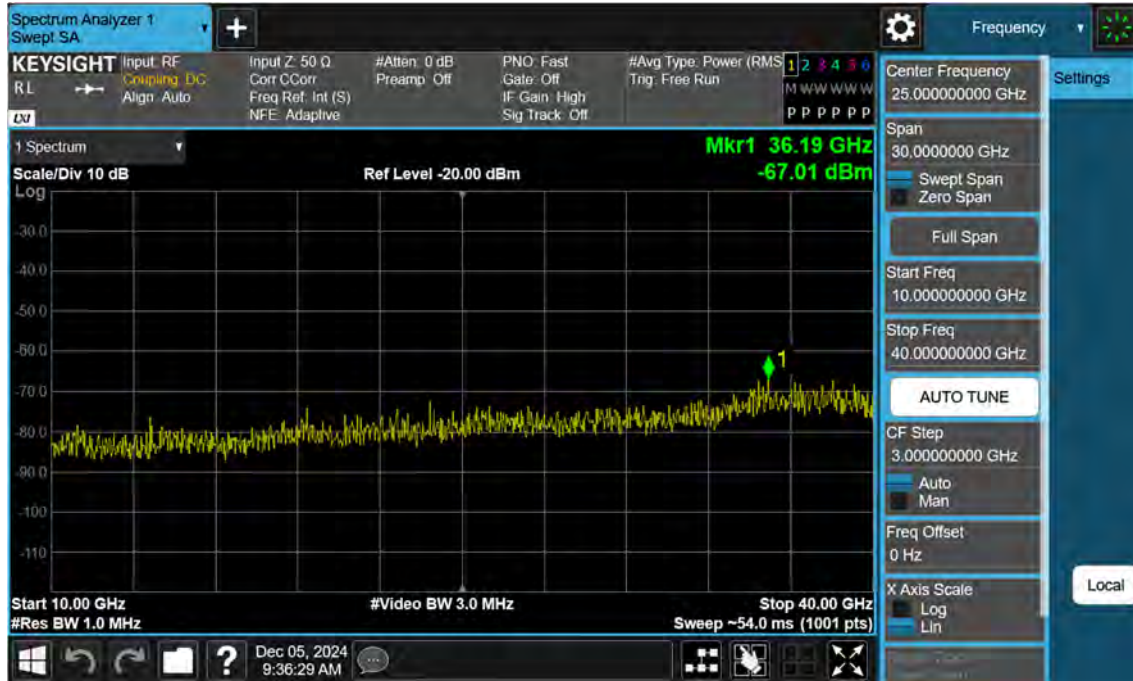 Spectrum Analyzer 1
Swept SA
+
Frequency
KEYSIGHT
RL
LXI
Input: RF
Coupling: DC
Align: Auto
Input Z: 50 Ω
Corr CCorr
Freq Ref: Int (S)
NFE: Adaptive
#Atten: 0 dB
Preamp: Off
PNO: Fast
Gate: Off
IF Gain: High
Sig Track: Off
#Avg Type: Power (RMS
Trig: Free Run
1 2 3 4 5 6
M W W W W W
P P P P P P
1 Spectrum
Scale/Div 10 dB
Ref Level -20.00 dBm
Mkr1 36.19 GHz
-67.01 dBm
Log
-30.0
-40.0
-50.0
-60.0
-70.0
-80.0
-90.0
-100
-110
1
Start 10.00 GHz
#Res BW 1.0 MHz
#Video BW 3.0 MHz
Stop 40.00 GHz
Sweep ~54.0 ms (1001 pts)
?
Dec 05, 2024
9:36:29 AM
Center Frequency
25.000000000 GHz
Span
30.0000000 GHz
Swept Span
Zero Span
Full Span
Start Freq
10.000000000 GHz
Stop Freq
40.000000000 GHz
AUTO TUNE
CF Step
3.000000000 GHz
Auto
Man
Freq Offset
0 Hz
X Axis Scale
Log
Lin
Settings
Local